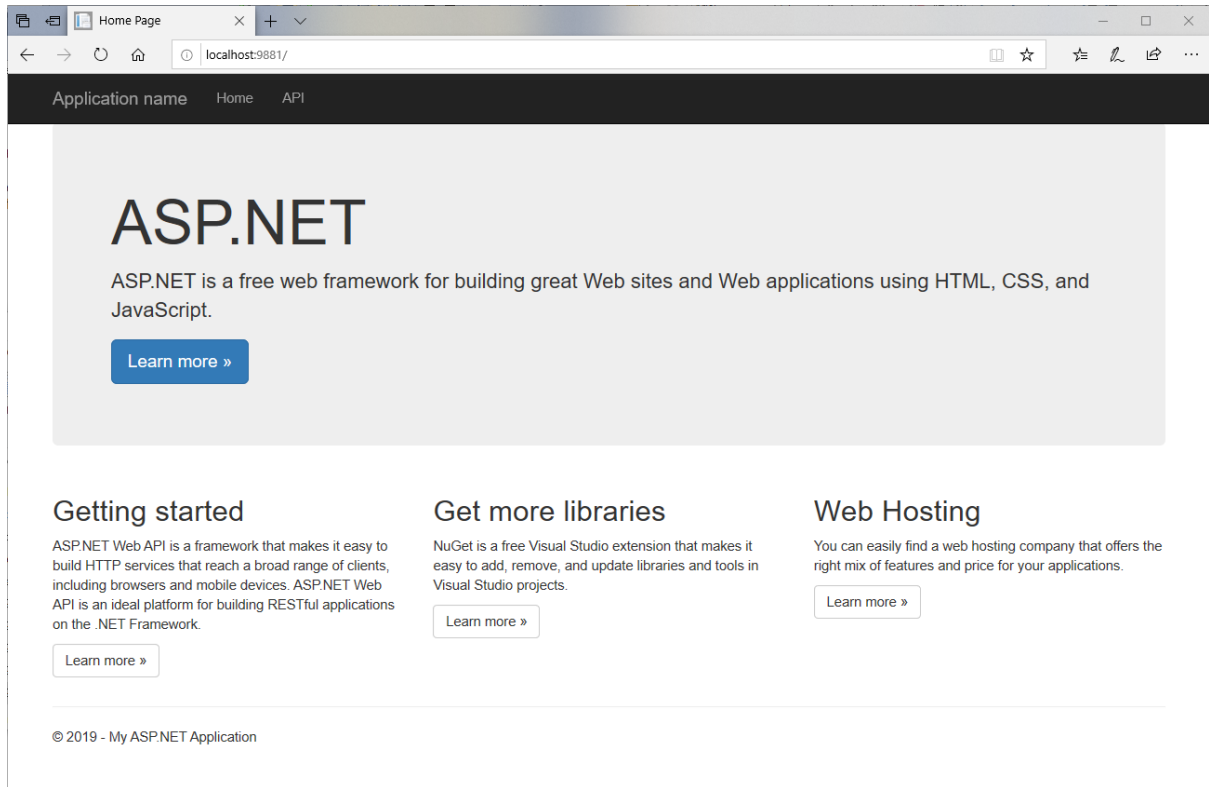 Home Page
localhost:9881/
Application name Home API
ASP.NET
ASP.NET is a free web framework for building great Web sites and Web applications using HTML, CSS, and
JavaScript.
Learn more »
Getting started
ASP.NET Web API is a framework that makes it easy to
build HTTP services that reach a broad range of clients,
including browsers and mobile devices. ASP.NET Web
API is an ideal platform for building RESTful applications
on the .NET Framework.
Learn more »
Get more libraries
NuGet is a free Visual Studio extension that makes it
easy to add, remove, and update libraries and tools in
Visual Studio projects.
Learn more »
Web Hosting
You can easily find a web hosting company that offers the
right mix of features and price for your applications.
Learn more »
© 2019 - My ASP.NET Application